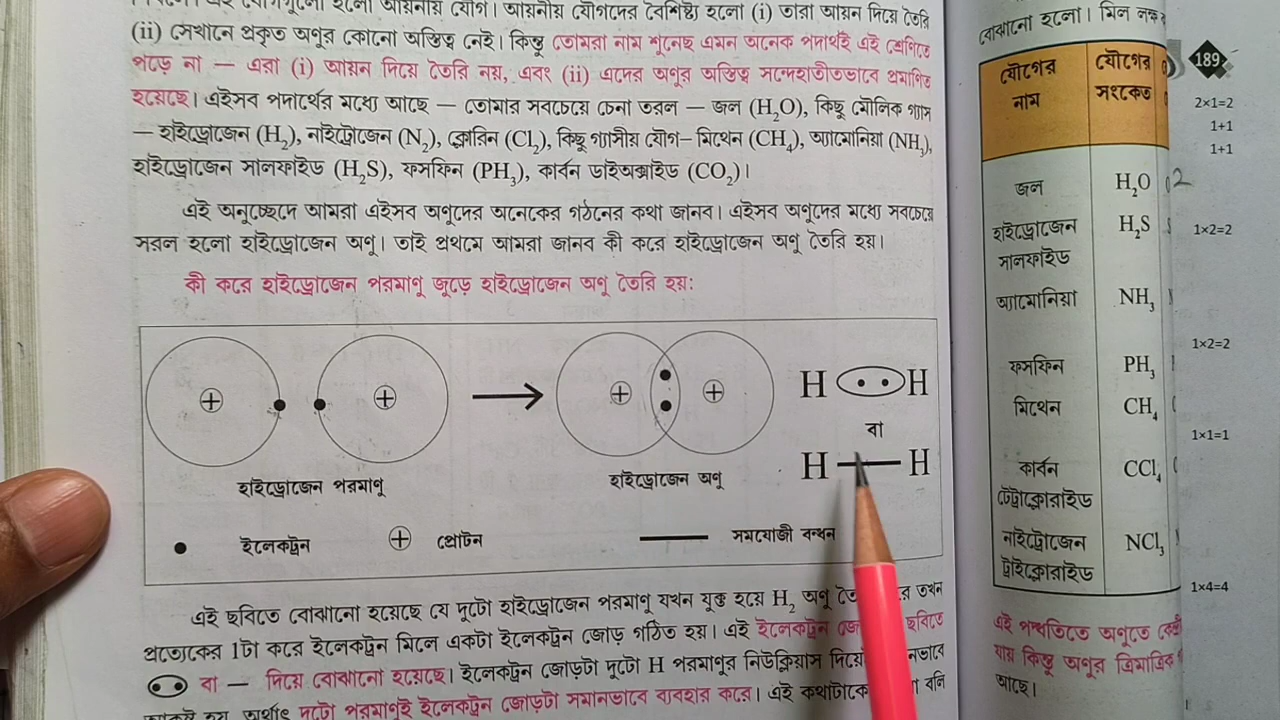 (ii) সেখানে প্রকৃত অণুর কোনো অস্তিত্ব নেই। কিন্তু তোমরা নাম শুনেছ এমন অনেক পদার্থই এই শ্রেণিতে
পড়ে না — এরা (i) আয়ন দিয়ে তৈরি নয়, এবং (ii) এদের অণুর অস্তিত্ব সন্দেহাতীতভাবে প্রমাণিত
হয়েছে। এইসব পদার্থের মধ্যে আছে — তোমার সবচেয়ে চেনা তরল — জল (H₂O), কিছু মৌলিক গ্যাস
— হাইড্রোজেন (H₂), নাইট্রোজেন (N₂), ক্লোরিন (Cl₂), কিছু গ্যাসীয় যৌগ– মিথেন (CH₄), অ্যামোনিয়া (NH₃),
হাইড্রোজেন সালফাইড (H₂S), ফসফিন (PH₃), কার্বন ডাইঅক্সাইড (CO₂)।
এই অনুচ্ছেদে আমরা এইসব অণুদের অনেকের গঠনের কথা জানব। এইসব অণুদের মধ্যে সবচেয়ে
সরল হলো হাইড্রোজেন অণু। তাই প্রথমে আমরা জানব কী করে হাইড্রোজেন অণু তৈরি হয়।
কী করে হাইড্রোজেন পরমাণু জুড়ে হাইড্রোজেন অণু তৈরি হয়:
H H
বা
H — H
হাইড্রোজেন পরমাণু
হাইড্রোজেন অণু
ইলেকট্রন
প্রোটন
সমযোজী বন্ধন
এই ছবিতে বোঝানো হয়েছে যে দুটো হাইড্রোজেন পরমাণু যখন যুক্ত হয়ে H₂ অণু তখন
প্রত্যেকের 1টা করে ইলেকট্রন মিলে একটা ইলেকট্রন জোড় গঠিত হয়। এই ইলেকট্রন ছবিতে
বা — দিয়ে বোঝানো হয়েছে। ইলেকট্রন জোড়টা দুটো H পরমাণুর নিউক্লিয়াস
অর্থাৎ দুটো পরমাণুই ইলেকট্রন জোড়টা সমানভাবে ব্যবহার করে। এই কথাটাকে বলি
বোঝানো হলো।
189
যৌগের নাম
যৌগের সংকেত
জল H₂O 2
হাইড্রোজেন সালফাইড H₂S
অ্যামোনিয়া NH₃
ফসফিন PH₃
মিথেন CH₄
কার্বন টেট্রাক্লোরাইড CCl₄
নাইট্রোজেন ট্রাইক্লোরাইড NCl₃
এই পদ্ধতিতে অণুতে
যায় কিন্তু অণুর ত্রিমাত্রিক
আছে।
2×1=2
1+1
1+1
1×2=2
1×2=2
1×1=1
1×4=4